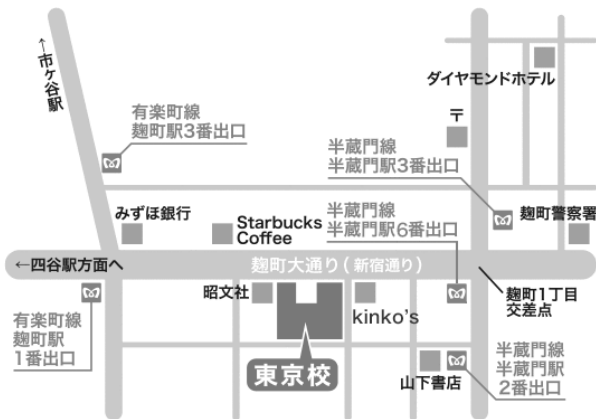 ←市ヶ谷駅
ダイヤモンドホテル
〒
有楽町線
麹町駅3番出口
半蔵門線
半蔵門駅3番出口
みずほ銀行
Starbucks
Coffee
半蔵門線
半蔵門駅6番出口
麹町警察署
←四谷駅方面へ
麹町大通り(新宿通り)
昭文社
kinko's
麹町1丁目
交差点
有楽町線
麹町駅
1番出口
東京校
山下書店
半蔵門線
半蔵門駅
2番出口